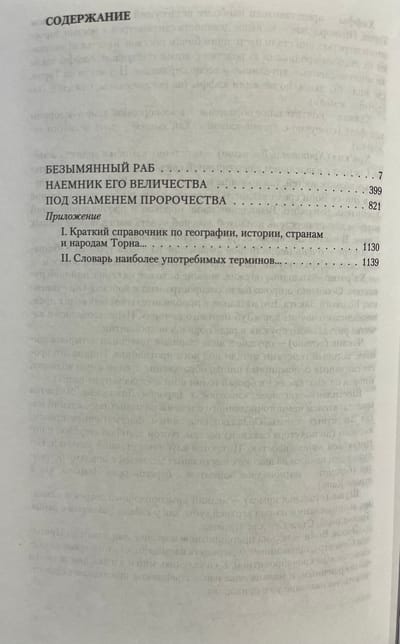 СОДЕРЖАНИЕ
БЕЗЫМЯННЫЙ РАБ . . . . . . . . . . . . . . . . . . . . 7
НАЕМНИК ЕГО ВЕЛИЧЕСТВА . . . . . . . . . . . . . . . 399
ПОД ЗНАМЕНЕМ ПРОРОЧЕСТВА . . . . . . . . . . . . . 821
Приложение
I. Краткий справочник по географии, истории, странам
и народам Торна... . . . . . . . . . . . . . . . . . . 1130
II. Словарь наиболее употребимых терминов... . . . . . . 1139